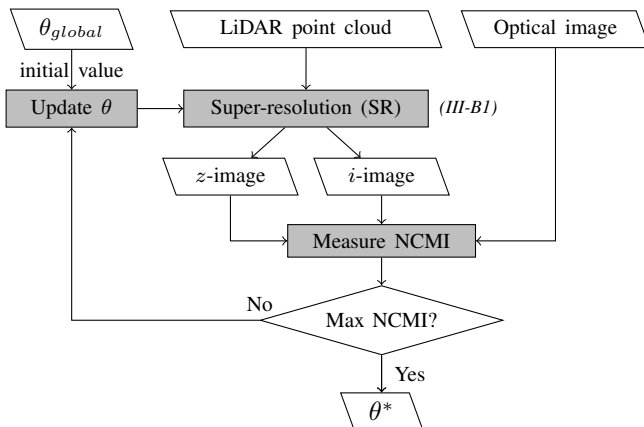 θ_global
LiDAR point cloud
Optical image
initial value
Update θ
Super-resolution (SR)
(III-B1)
z-image
i-image
Measure NCMI
No
Max NCMI?
Yes
θ*